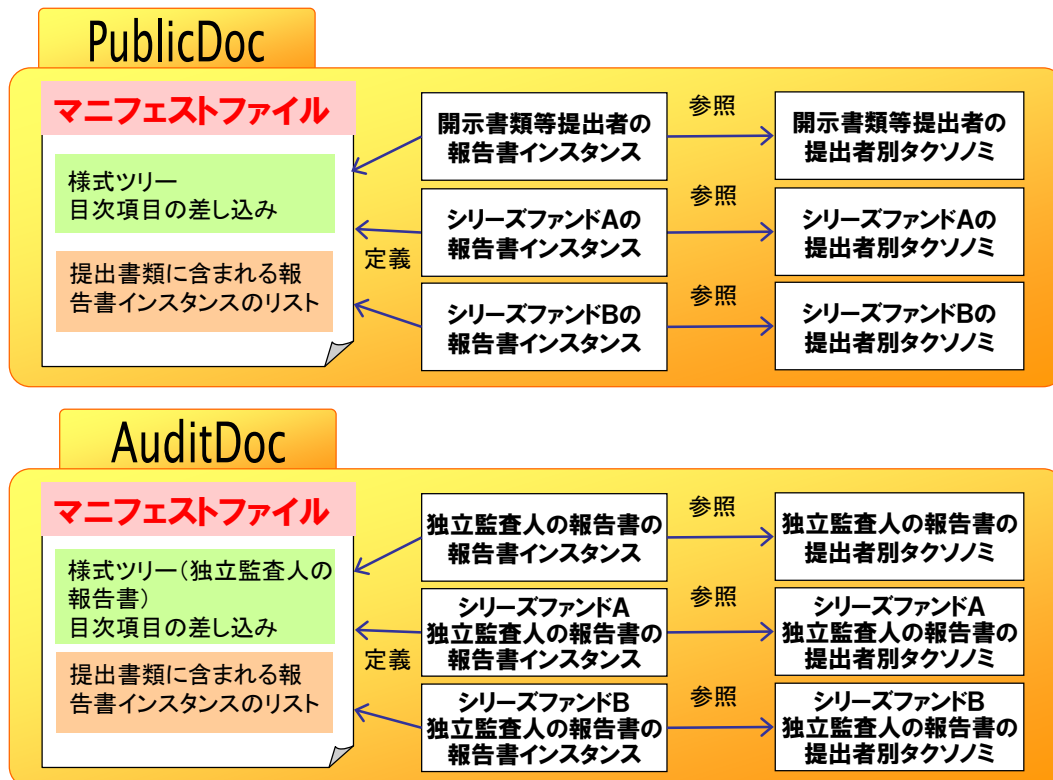 PublicDoc
マニフェストファイル
様式ツリー
目次項目の差し込み
提出書類に含まれる報
告書インスタンスのリスト
定義
開示書類等提出者の
報告書インスタンス
参照
開示書類等提出者の
提出者別タクソノミ
シリーズファンドAの
報告書インスタンス
参照
シリーズファンドAの
提出者別タクソノミ
シリーズファンドBの
報告書インスタンス
参照
シリーズファンドBの
提出者別タクソノミ
AuditDoc
マニフェストファイル
様式ツリー（独立監査人の
報告書）
目次項目の差し込み
提出書類に含まれる報
告書インスタンスのリスト
定義
独立監査人の報告書の
報告書インスタンス
参照
独立監査人の報告書の
提出者別タクソノミ
シリーズファンドA
独立監査人の報告書の
報告書インスタンス
参照
シリーズファンドA
独立監査人の報告書の
提出者別タクソノミ
シリーズファンドB
独立監査人の報告書の
報告書インスタンス
参照
シリーズファンドB
独立監査人の報告書の
提出者別タクソノミ